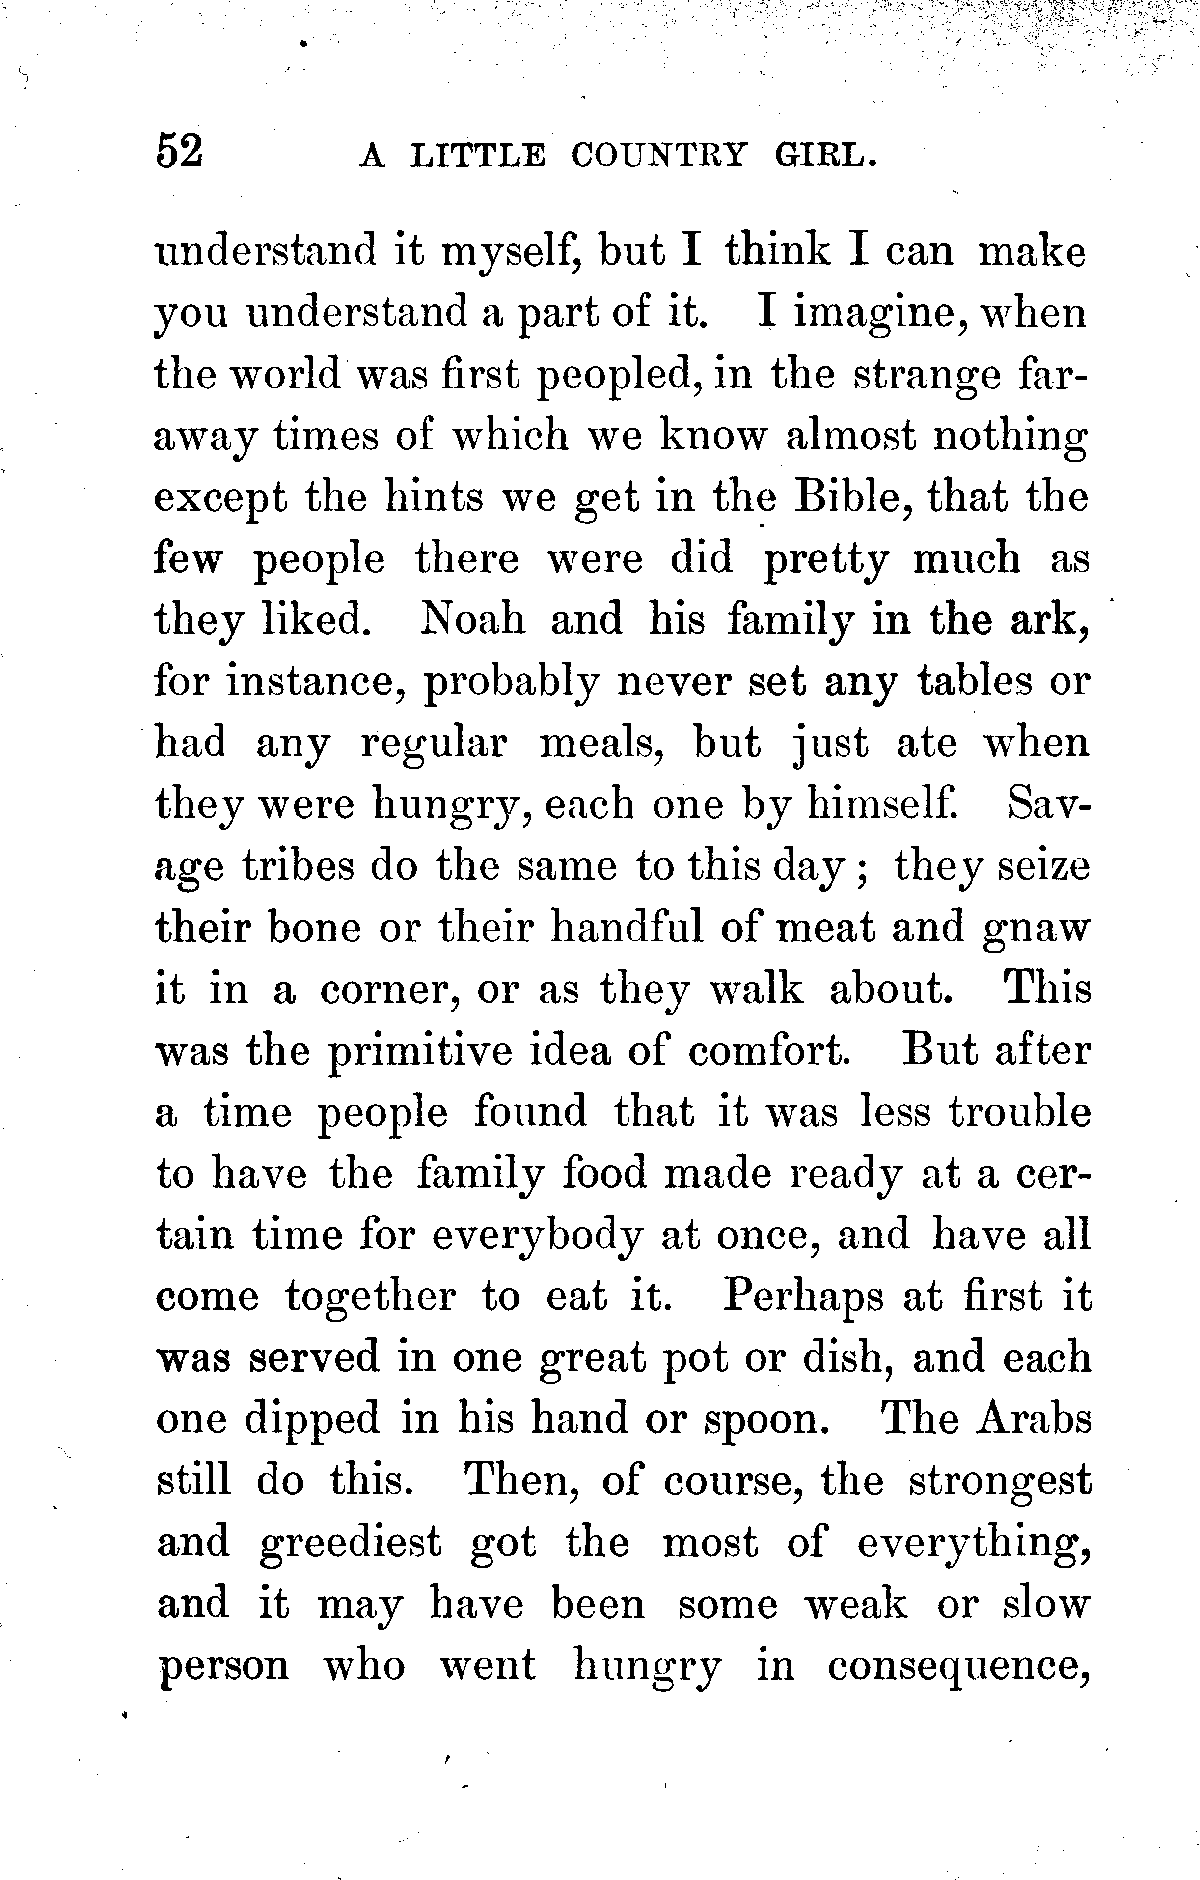 52 A LITTLE COUNTRY GIRL.
understand it myself, but I think I can make
you understand a part of it. I imagine, when
the world was first peopled, in the strange far-
away times of which we know almost nothing
except the hints we get in the Bible, that the
few people there were did pretty much as
they liked. Noah and his family in the ark,
for instance, probably never set any tables or
had any regular meals, but just ate when
they were hungry, each one by himself. Sav-
age tribes do the same to this day; they seize
their bone or their handful of meat and gnaw
it in a corner, or as they walk about. This
was the primitive idea of comfort. But after
a time people found that it was less trouble
to have the family food made ready at a cer-
tain time for everybody at once, and have all
come together to eat it. Perhaps at first it
was served in one great pot or dish, and each
one dipped in his hand or spoon. The Arabs
still do this. Then, of course, the strongest
and greediest got the most of everything,
and it may have been some weak or slow
person who went hungry in consequence,